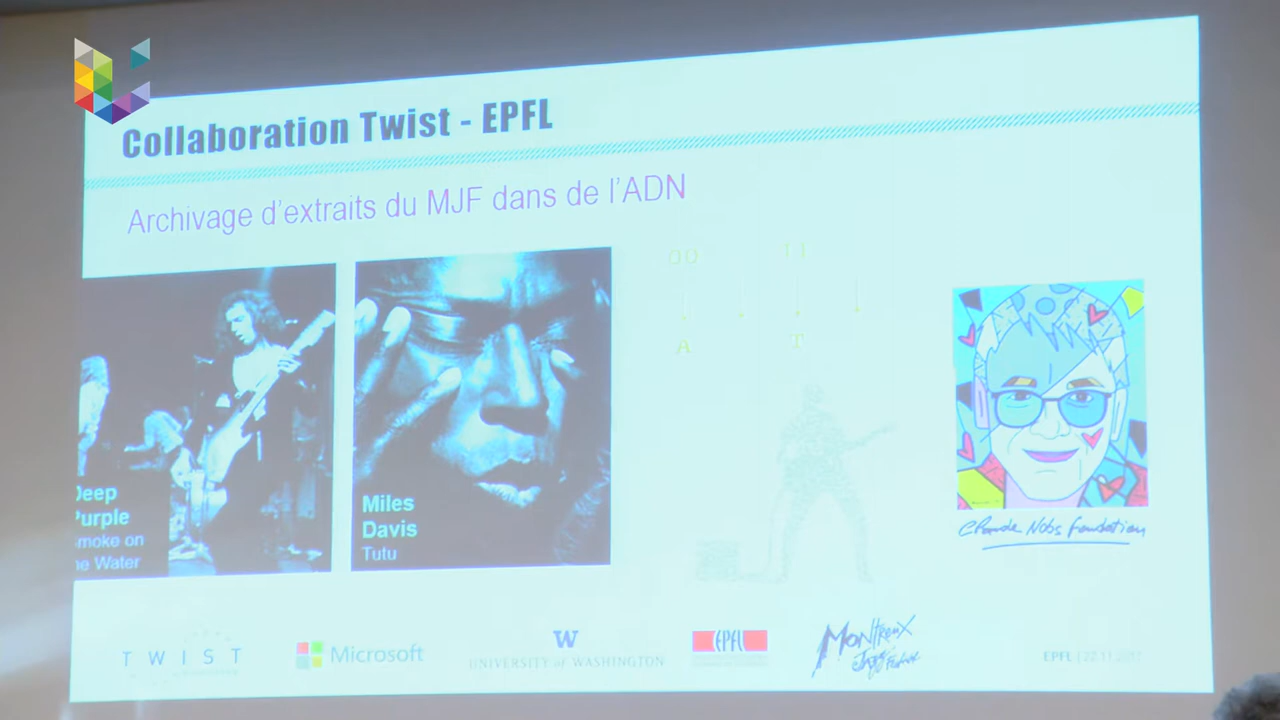 Collaboration Twist - EPFL
Archivage d'extraits du MJF dans de l'ADN
A T
Deep
Purple
Smoke on
he Water
Miles
Davis
Tutu
Claude Nobs Foundation
TWIST
Microsoft
W
UNIVERSITY of WASHINGTON
EPFL
MONTREUX
Jazz Festival
EPFL | 22.11.2017